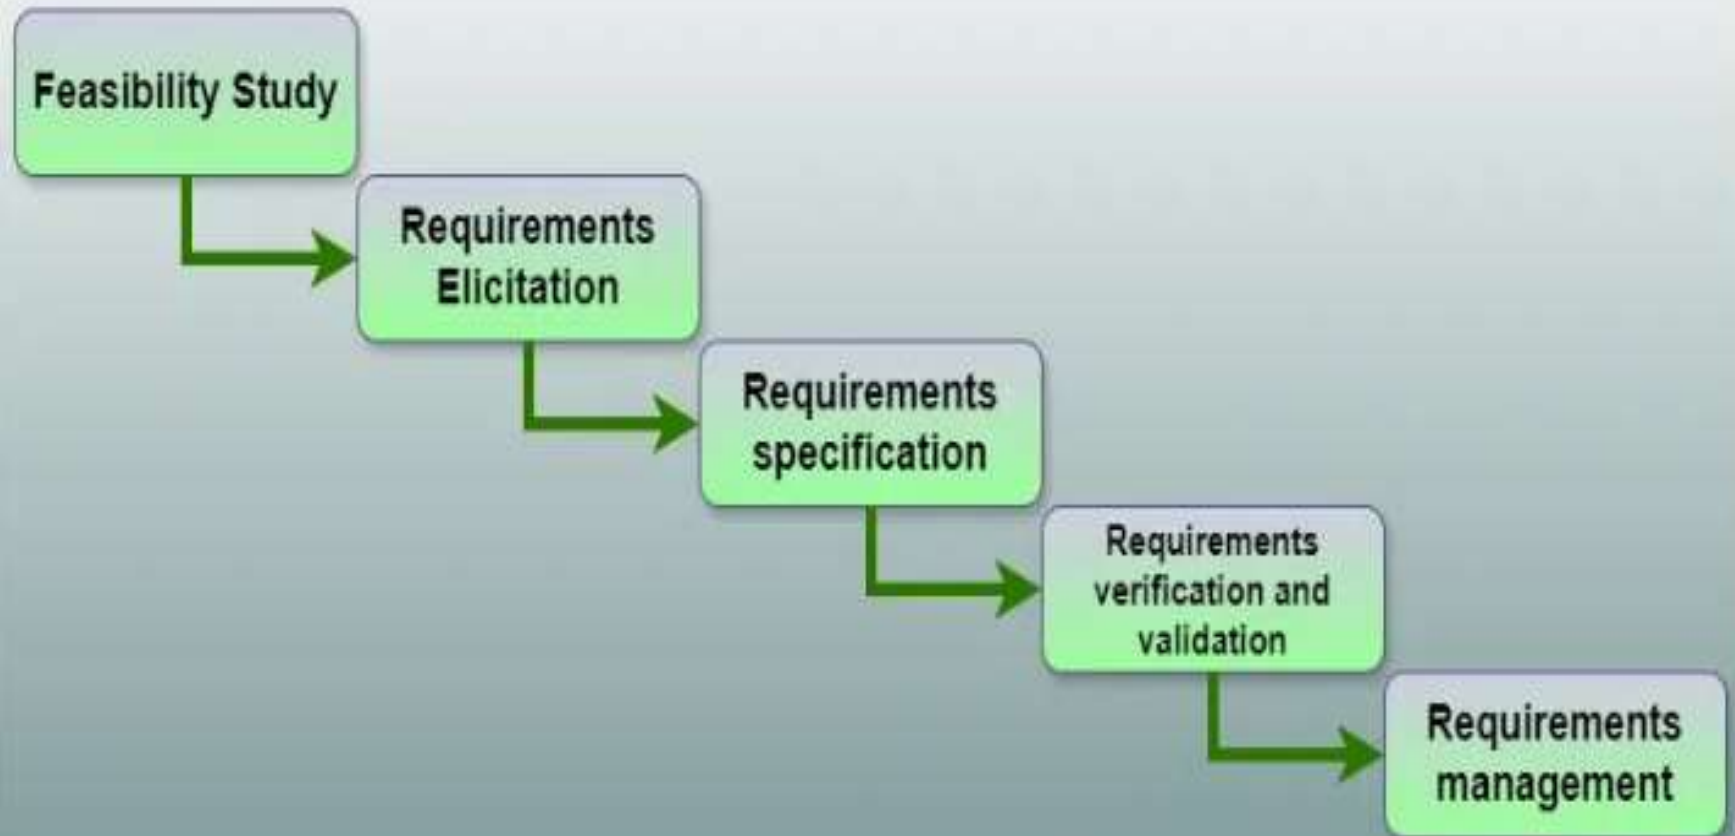 Feasibility Study
Requirements
Elicitation
Requirements
specification
Requirements
verification and
validation
Requirements
management